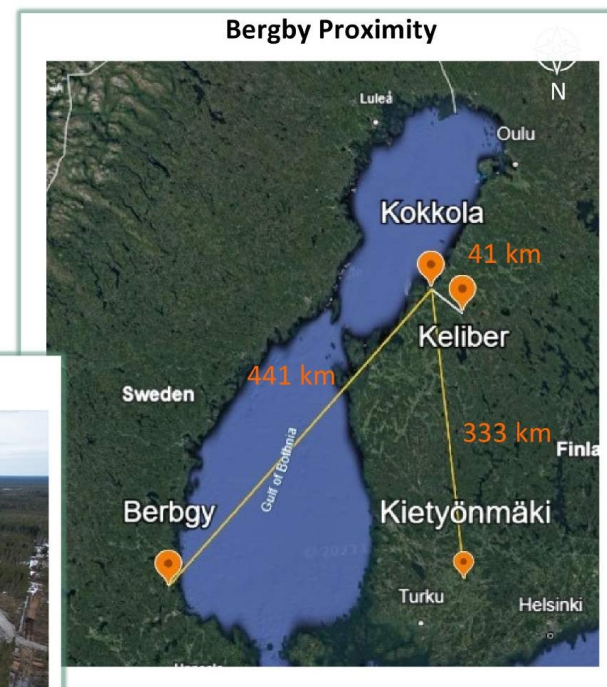 Bergby Proximity
N
Luleå
Oulu
Kokkola
41 km
Keliber
441 km
Sweden
333 km
Finla
Gulf of Bothnia
Berbgy
Kietyönmäki
Turku
Helsinki